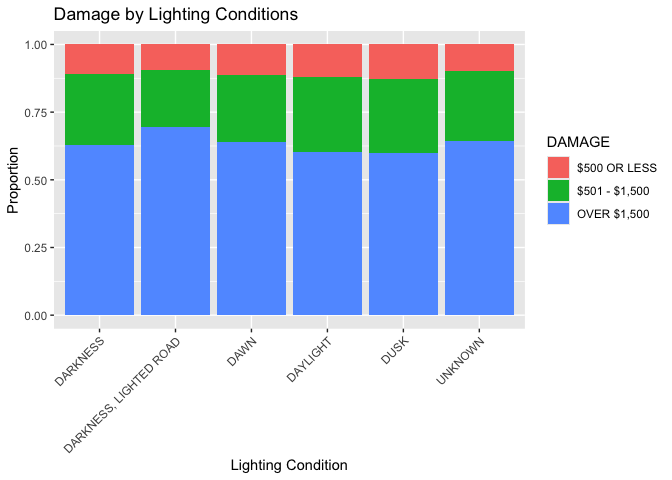 Damage by Lighting Conditions
1.00
0.75
0.50
0.25
0.00
Proportion
DARKNESS
DARKNESS, LIGHTED ROAD
DAWN
DAYLIGHT
DUSK
UNKNOWN
Lighting Condition
DAMAGE
$500 OR LESS
$501 - $1,500
OVER $1,500